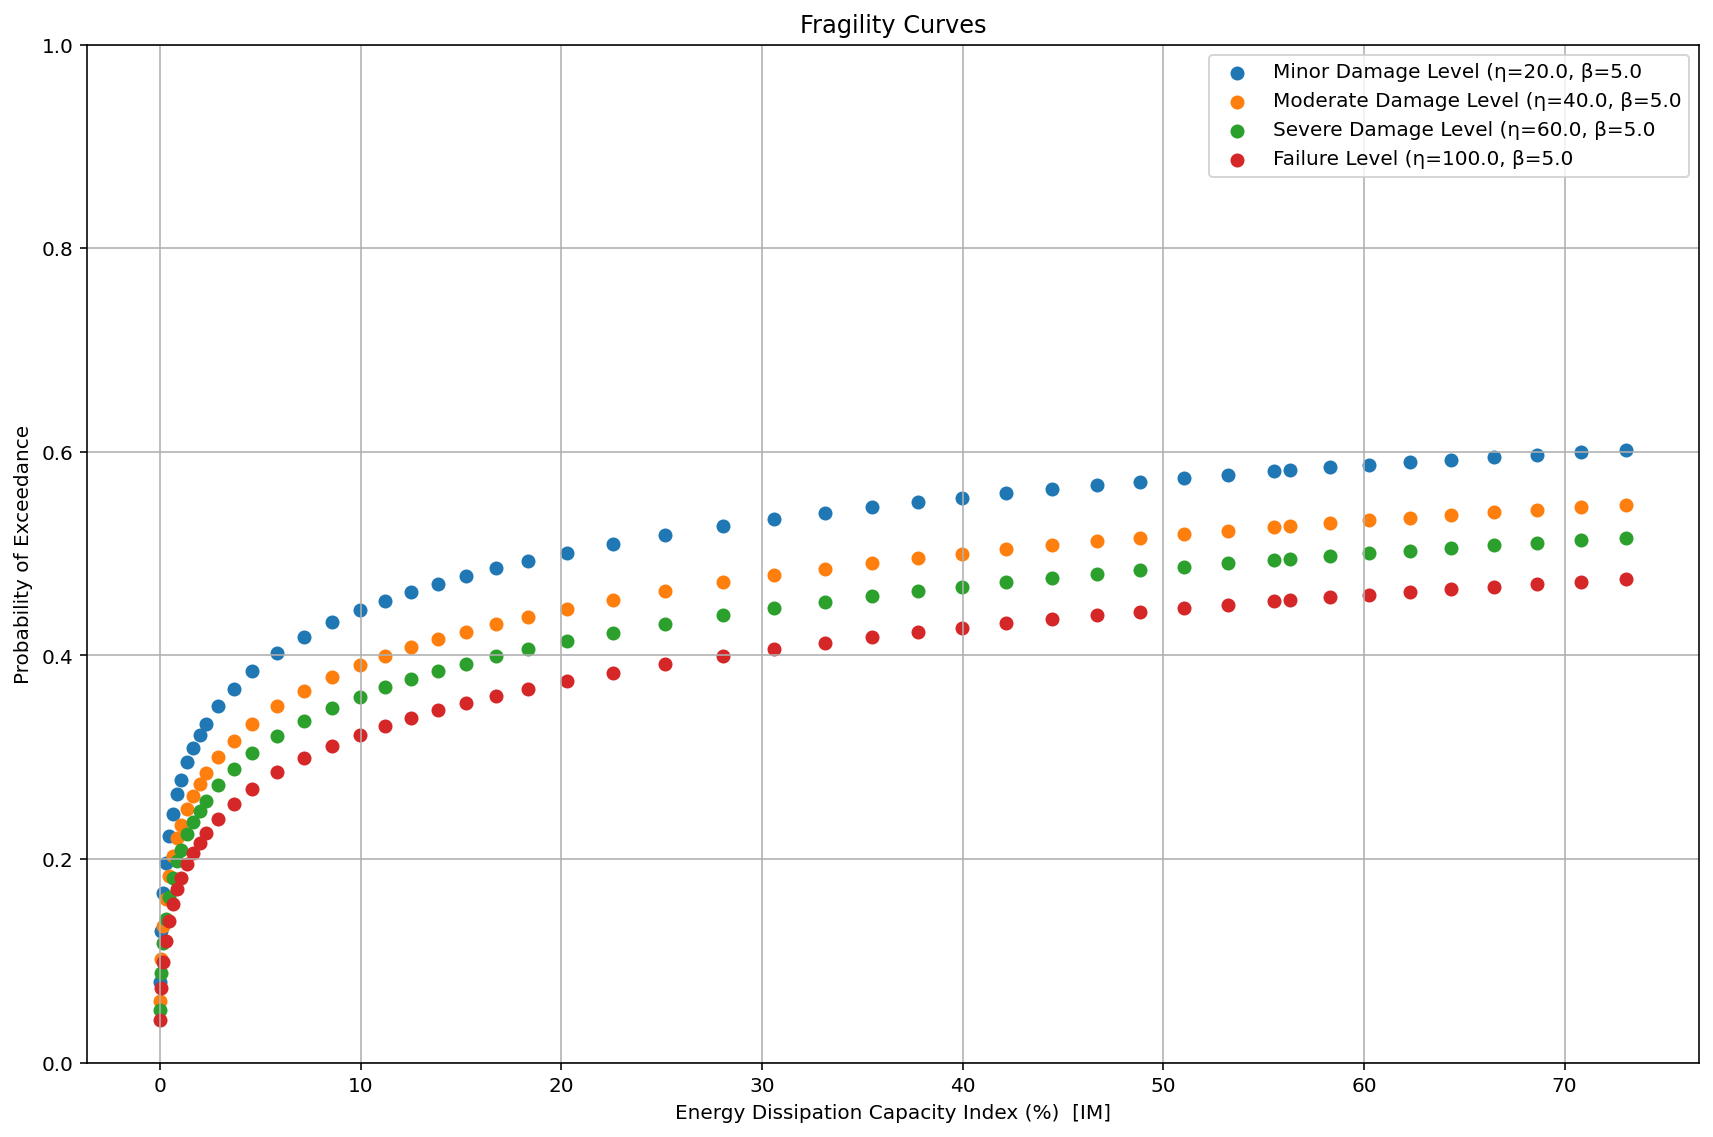 Fragility Curves
1.0
0.8
0.6
0.4
0.2
0.0
Probability of Exceedance
Minor Damage Level (η=20.0, β=5.0
Moderate Damage Level (η=40.0, β=5.0
Severe Damage Level (η=60.0, β=5.0
Failure Level (η=100.0, β=5.0
0 10 20 30 40 50 60 70
Energy Dissipation Capacity Index (%)  [IM]